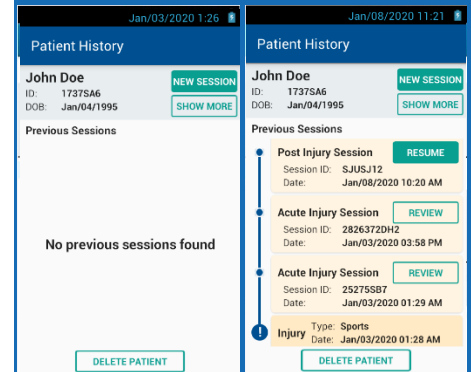 Jan/03/2020 1:26
Patient History
John Doe
NEW SESSION
ID: 1737SA6
DOB: Jan/04/1995
SHOW MORE
Previous Sessions
No previous sessions found
DELETE PATIENT
Jan/08/2020 11:21
Patient History
John Doe
NEW SESSION
ID: 1737SA6
DOB: Jan/04/1995
SHOW MORE
Previous Sessions
Post Injury Session
RESUME
Session ID: SJUSJ12
Date: Jan/08/2020 10:20 AM
Acute Injury Session
REVIEW
Session ID: 2826372DH2
Date: Jan/03/2020 03:58 PM
Acute Injury Session
REVIEW
Session ID: 25275SB7
Date: Jan/03/2020 01:29 AM
Injury
Type: Sports
Date: Jan/03/2020 01:28 AM
DELETE PATIENT